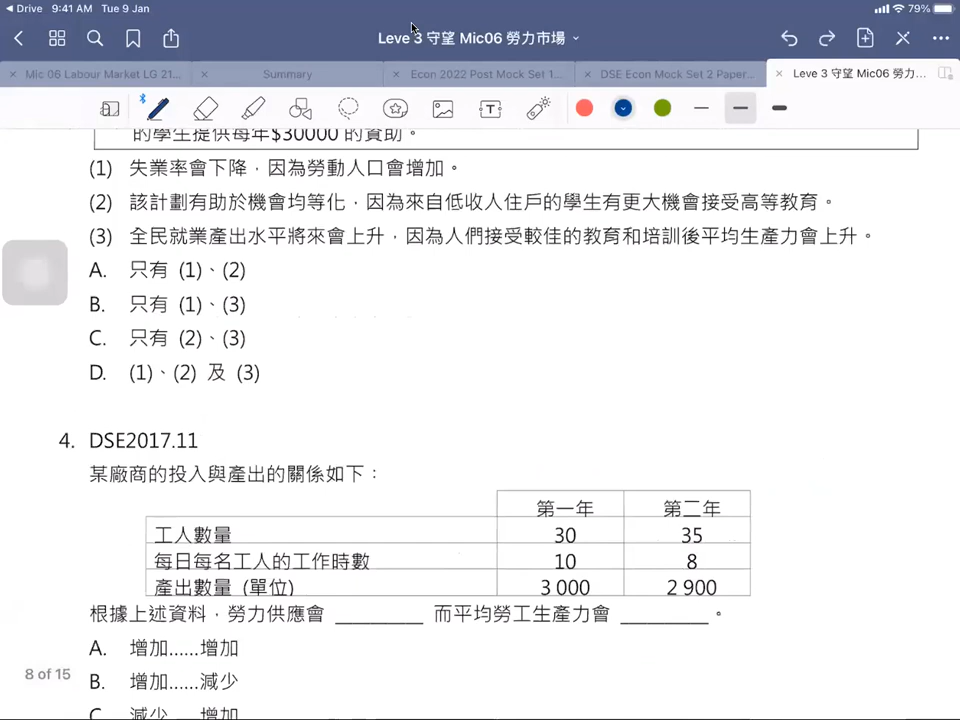 Drive 9:41 AM Tue 9 Jan 79%
Leve 3 守望 Mic06 勞力市場
Mic 06 Labour Market LG 21... Summary Econ 2022 Post Mock Set 1... DSE Econ Mock Set 2 Paper... Leve 3 守望 Mic06 勞力...
的學生提供每年$30000 的資助。
(1) 失業率會下降，因為勞動人口會增加。
(2) 該計劃有助於機會均等化，因為來自低收入住戶的學生有更大機會接受高等教育。
(3) 全民就業產出水平將來會上升，因為人們接受較佳的教育和培訓後平均生產力會上升。
A. 只有 (1)、(2)
B. 只有 (1)、(3)
C. 只有 (2)、(3)
D. (1)、(2) 及 (3)
4. DSE2017.11
某廠商的投入與產出的關係如下：
第一年 第二年
工人數量 30 35
每日每名工人的工作時數 10 8
產出數量 (單位) 3 000 2 900
根據上述資料，勞力供應會 ________ 而平均勞工生產力會 ________ 。
A. 增加......增加
8 of 15
B. 增加......減少
C. 減少......增加